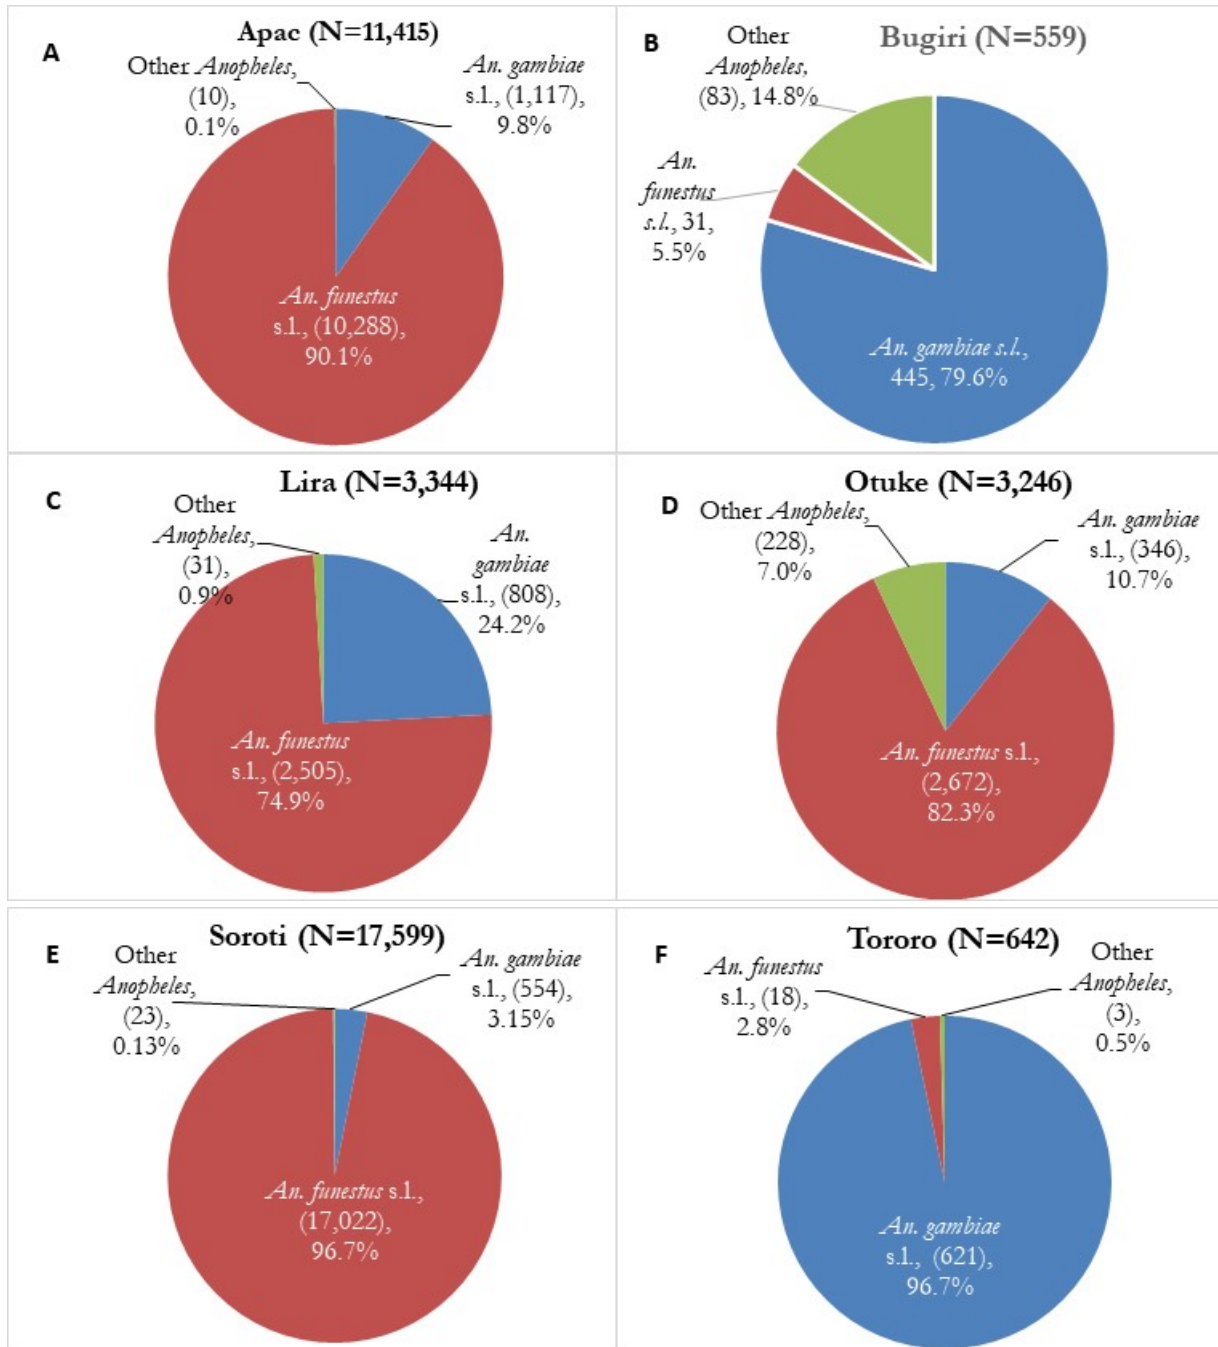 A
Apac (N=11,415)
Other Anopheles,
(10),
0.1%
An. gambiae
s.l., (1,117),
9.8%
An. funestus
s.l., (10,288),
90.1%
B
Bugiri (N=559)
Other
Anopheles,
(83), 14.8%
An.
funestus
s.l., 31,
5.5%
An. gambiae s.l.,
445, 79.6%
C
Lira (N=3,344)
Other
Anopheles,
(31),
0.9%
An.
gambiae
s.l., (808),
24.2%
An. funestus
s.l., (2,505),
74.9%
D
Otuke (N=3,246)
Other Anopheles,
(228),
7.0%
An. gambiae
s.l., (346),
10.7%
An. funestus s.l.,
(2,672),
82.3%
E
Soroti (N=17,599)
Other
Anopheles,
(23),
0.13%
An. gambiae
s.l., (554),
3.15%
An. funestus s.l.,
(17,022),
96.7%
F
Tororo (N=642)
An. funestus
s.l., (18),
2.8%
Other
Anopheles,
(3),
0.5%
An. gambiae
s.l., (621),
96.7%